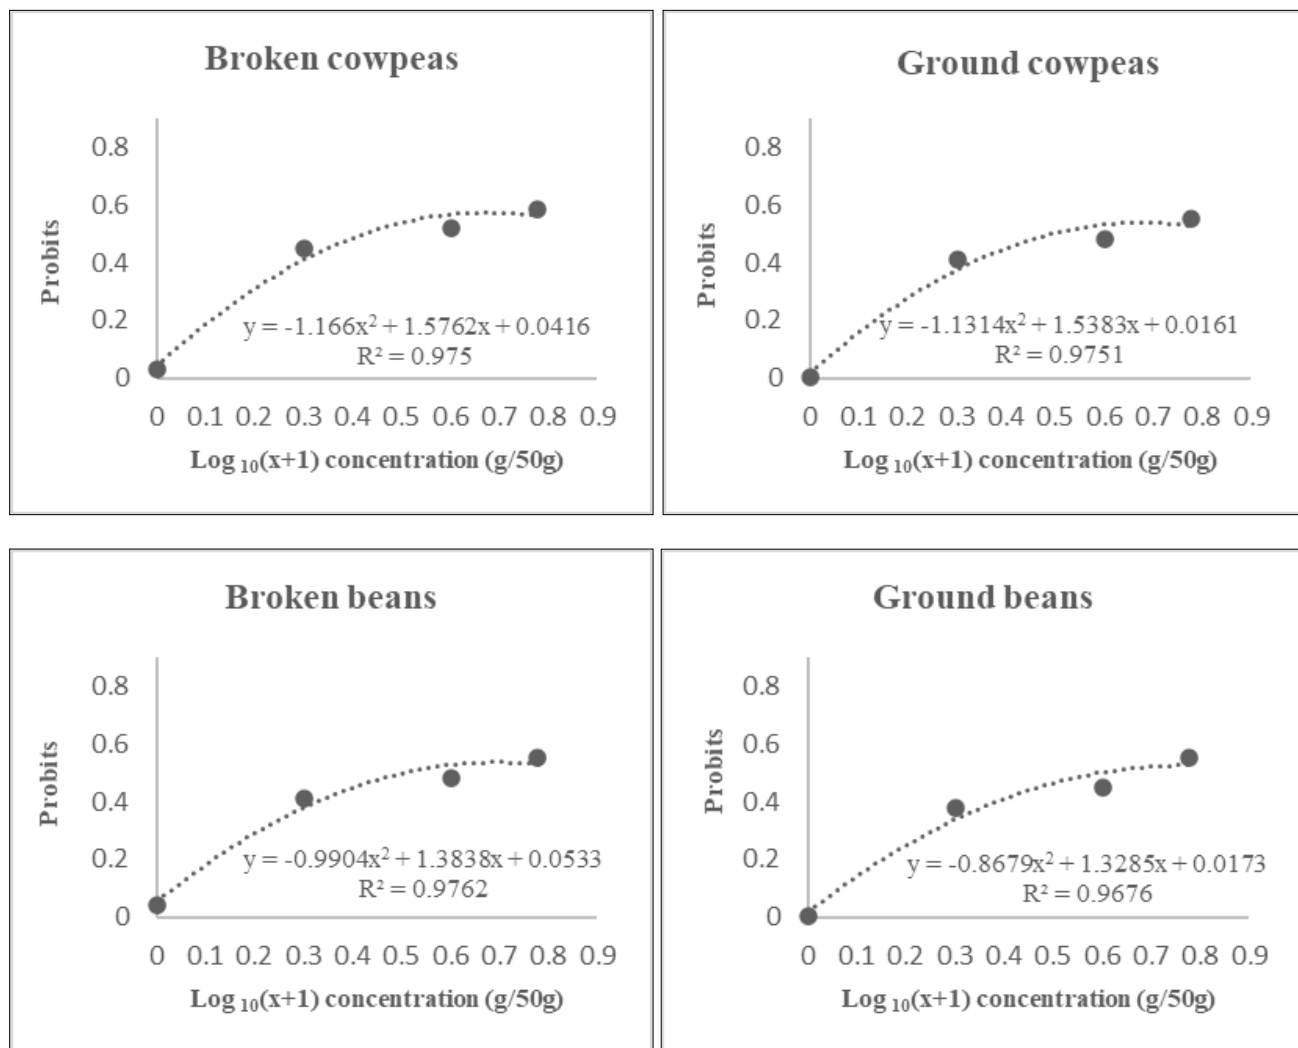 Broken cowpeas
0.8
0.6
0.4
0.2
0
Probits
y = -1.166x² + 1.5762x + 0.0416
R² = 0.975
0 0.1 0.2 0.3 0.4 0.5 0.6 0.7 0.8 0.9
Log ₁₀(x+1) concentration (g/50g)
Ground cowpeas
0.8
0.6
0.4
0.2
0
Probits
y = -1.1314x² + 1.5383x + 0.0161
R² = 0.9751
0 0.1 0.2 0.3 0.4 0.5 0.6 0.7 0.8 0.9
Log ₁₀(x+1) concentration (g/50g)
Broken beans
0.8
0.6
0.4
0.2
0
Probits
y = -0.9904x² + 1.3838x + 0.0533
R² = 0.9762
0 0.1 0.2 0.3 0.4 0.5 0.6 0.7 0.8 0.9
Log ₁₀(x+1) concentration (g/50g)
Ground beans
0.8
0.6
0.4
0.2
0
Probits
y = -0.8679x² + 1.3285x + 0.0173
R² = 0.9676
0 0.1 0.2 0.3 0.4 0.5 0.6 0.7 0.8 0.9
Log ₁₀(x+1) concentration (g/50g)